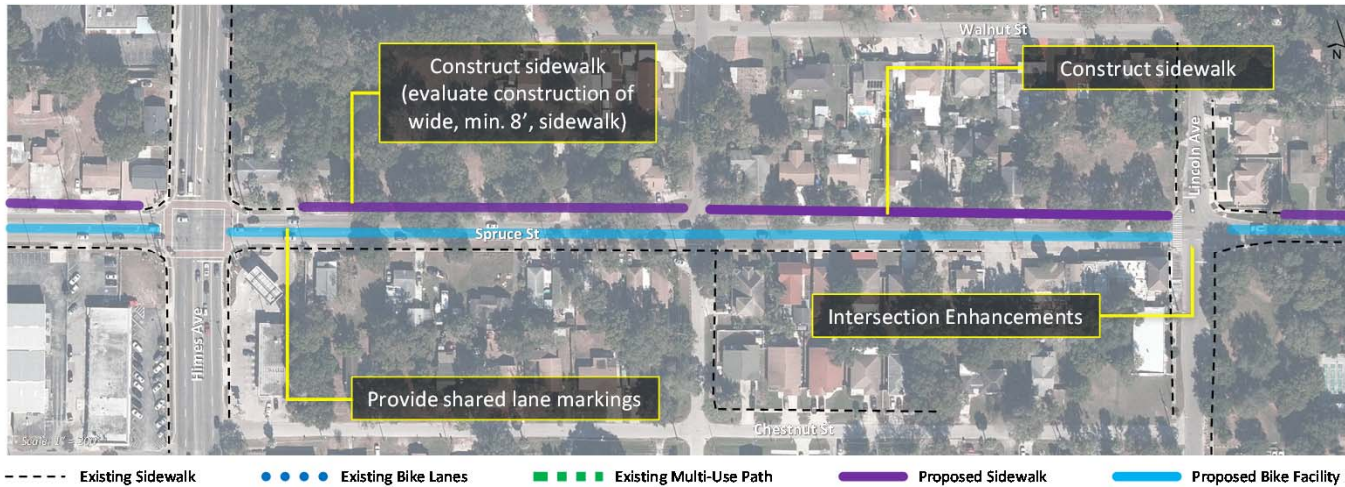 Walnut St
N
Construct sidewalk
(evaluate construction of
wide, min. 8’, sidewalk)
Construct sidewalk
Lincoln Ave
Spruce St
Himes Ave
Intersection Enhancements
Provide shared lane markings
Chestnut St
Existing Sidewalk
Existing Bike Lanes
Existing Multi-Use Path
Proposed Sidewalk
Proposed Bike Facility